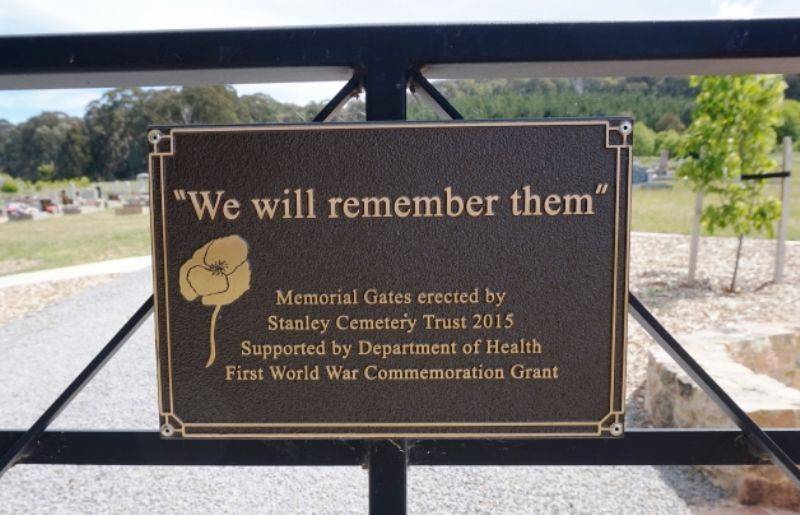 "We will remember them"
Memorial Gates erected by
Stanley Cemetery Trust 2015
Supported by Department of Health
First World War Commemoration Grant